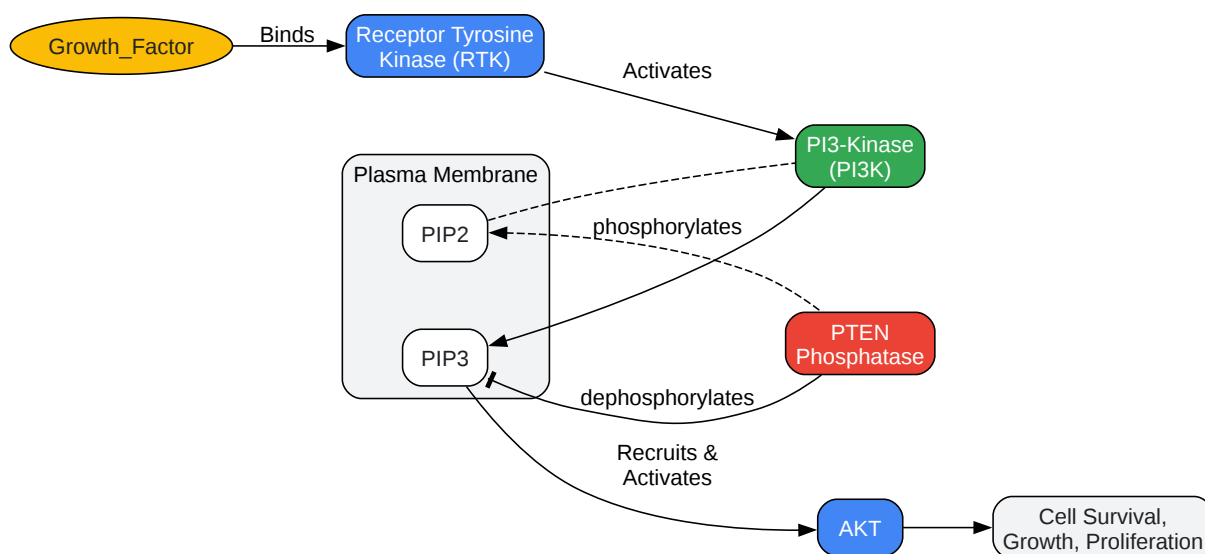 Growth_Factor
Binds
Receptor Tyrosine
Kinase (RTK)
Activates
PI3-Kinase
(PI3K)
Plasma Membrane
PIP2
phosphorylates
PIP3
PTEN
Phosphatase
dephosphorylates
Recruits &
Activates
AKT
Cell Survival,
Growth, Proliferation